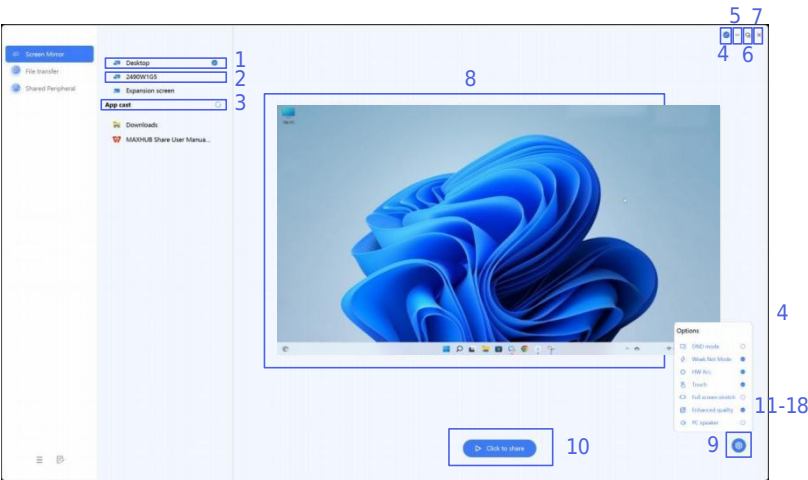 5 7
4 6
Screen Mirror
File transfer
Shared Peripheral
Desktop 1
2490W1G5 2
Expansion screen
App cast 3
Downloads
MAXHUB Share User Manua...
8
4
Options
DND mode
Weak Net Mode
HW Acc
Touch
Full screen stretch
Enhanced quality 11-18
PC speaker
Click to share 10
9